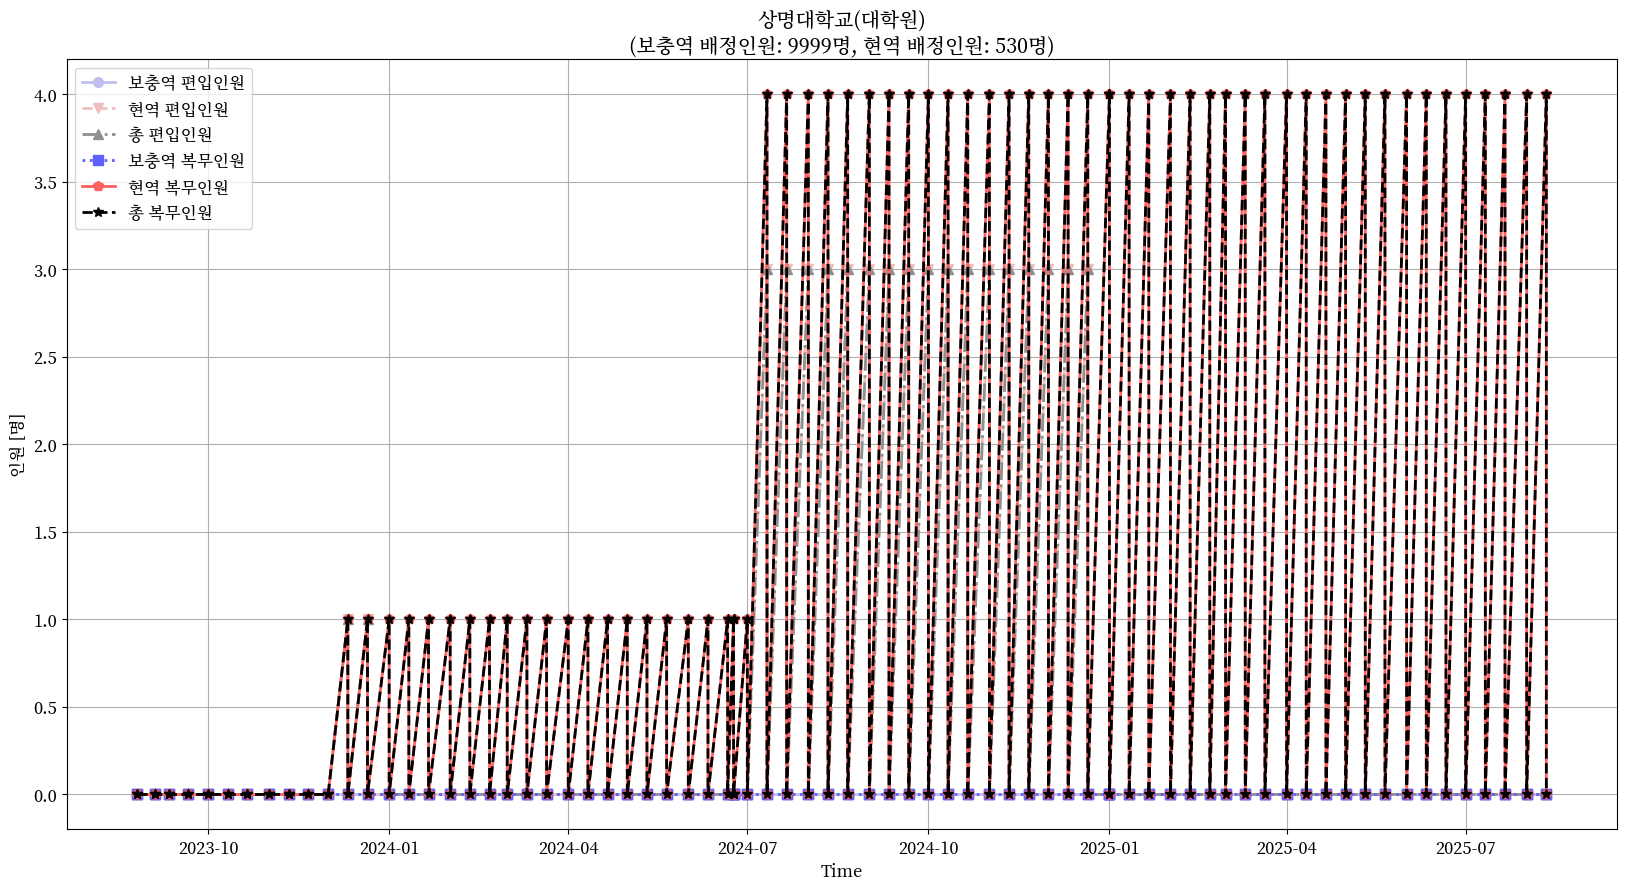 상명대학교(대학원)
(보충역 배정인원: 9999명, 현역 배정인원: 530명)
보충역 편입인원
현역 편입인원
총 편입인원
보충역 복무인원
현역 복무인원
총 복무인원
인원 [명]
4.0
3.5
3.0
2.5
2.0
1.5
1.0
0.5
0.0
2023-10
2024-01
2024-04
2024-07
2024-10
2025-01
2025-04
2025-07
Time